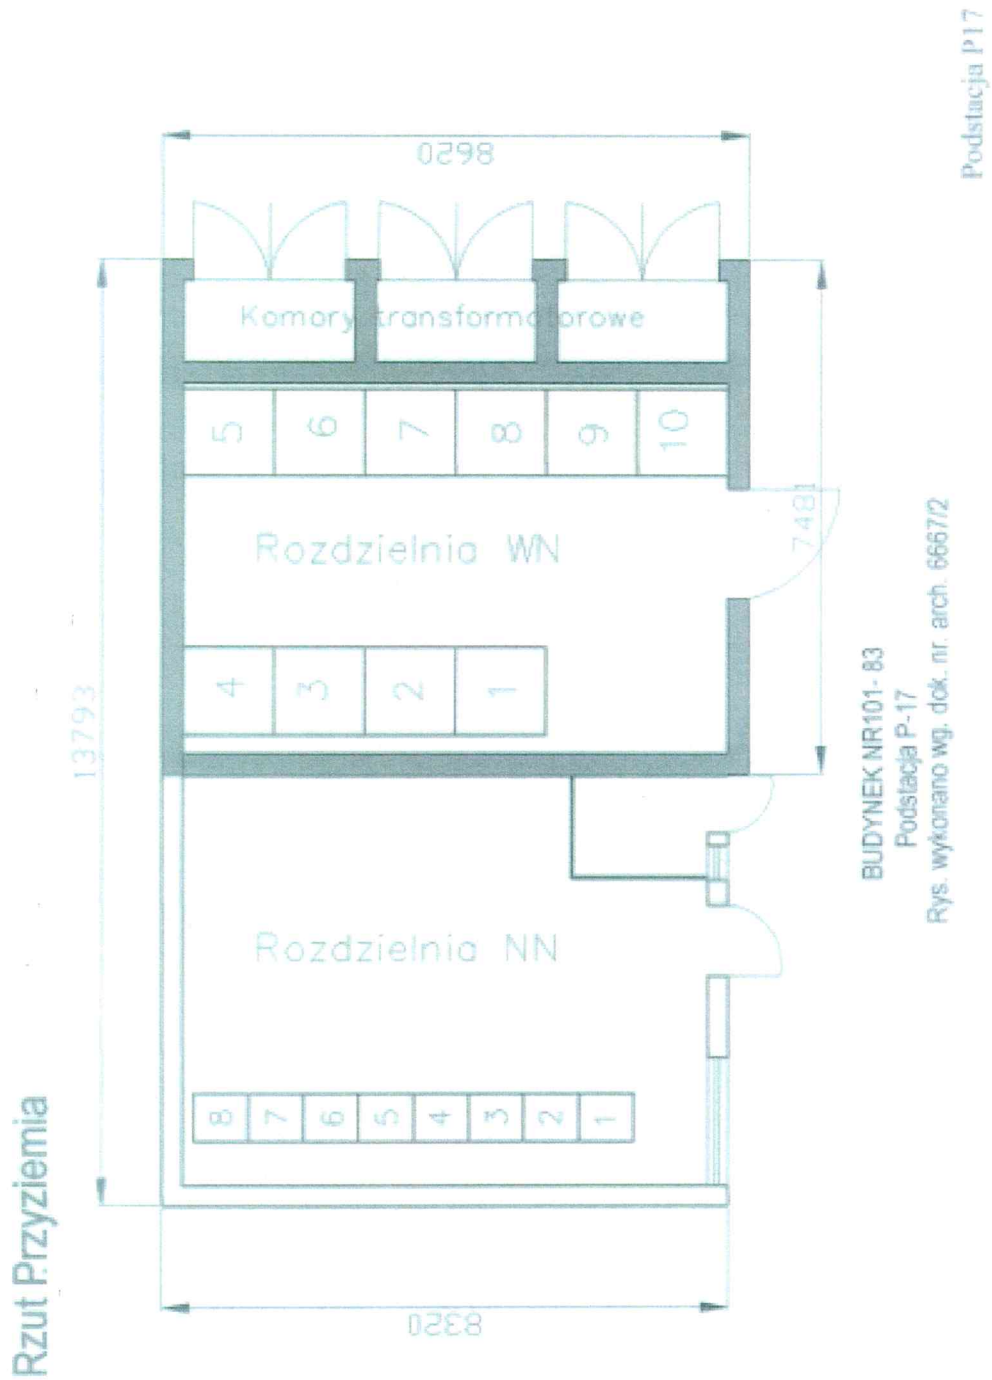 Rzut Przyziemia
13793
8320
8620
7481
Rozdzielnia NN
8
7
6
5
4
3
2
1
Rozdzielnia WN
4
3
2
1
5
6
7
8
9
10
Komory transformatorowe
BUDYNEK NR101- 83
Podstacja P-17
Rys. wykonano wg. dok. nr. arch. 6667/2
Podstacja P17